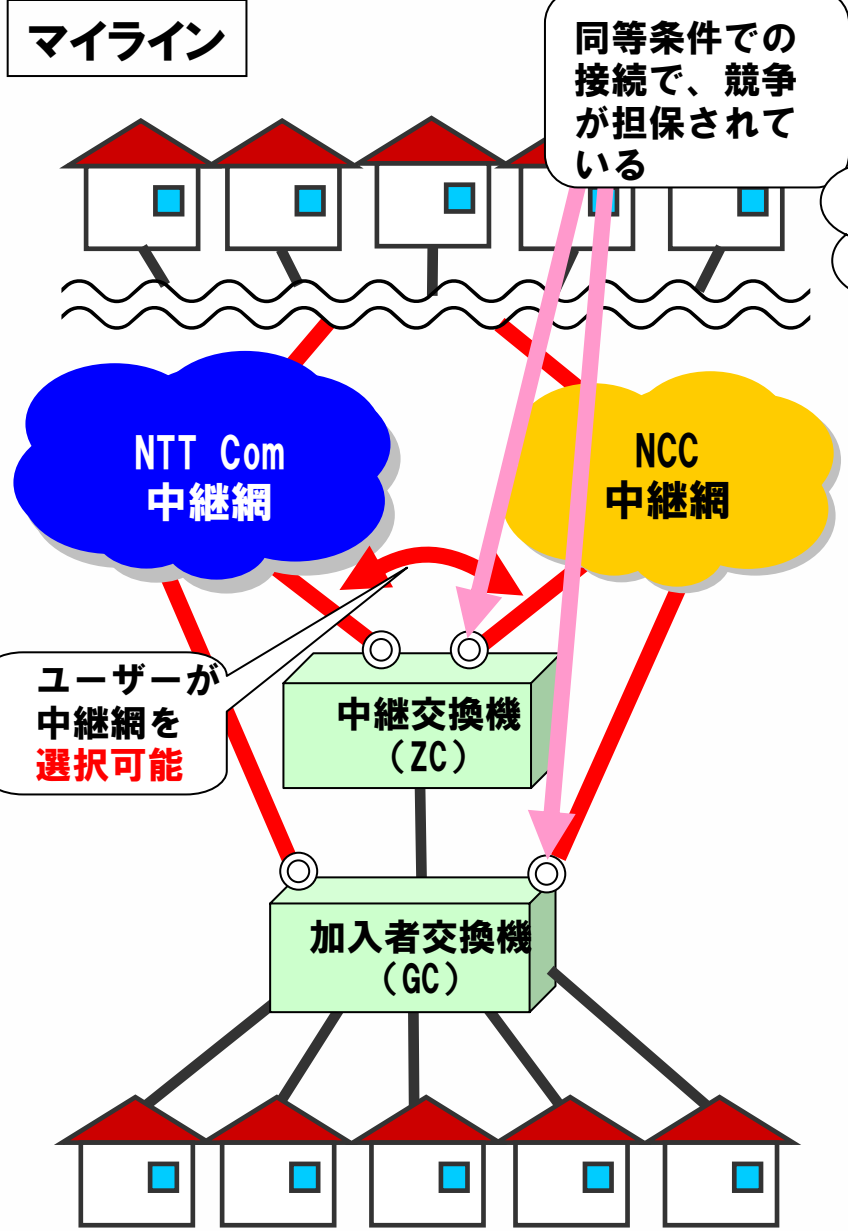 マイライン
同等条件での
接続で、競争
が担保されて
いる
NTT Com
中継網
NCC
中継網
ユーザーが
中継網を
選択可能
中継交換機
（ZC）
加入者交換機
（GC）